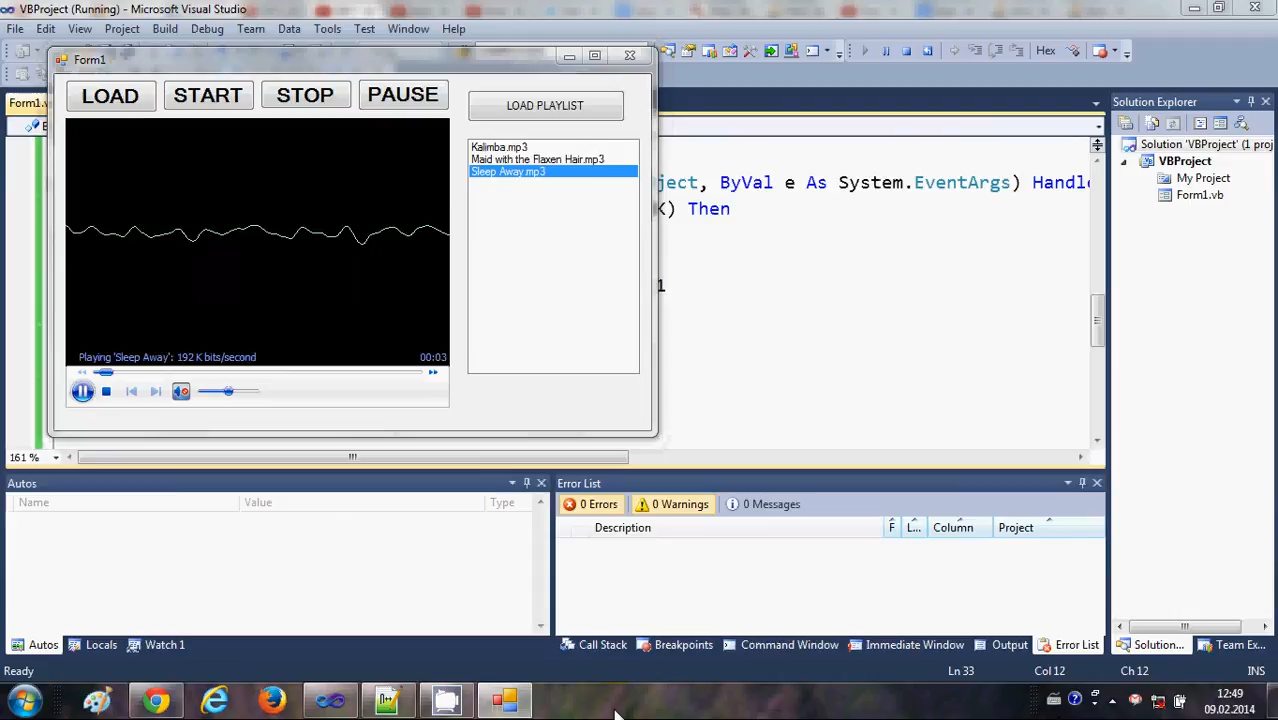 VBProject (Running) - Microsoft Visual Studio
File Edit View Project Build Debug Team Data Tools Test Window Help
Hex
Form1
LOAD START STOP PAUSE
LOAD PLAYLIST
Kalimba.mp3
Maid with the Flaxen Hair.mp3
Sleep Away.mp3
Playing 'Sleep Away': 192 K bits/second 00:03
Form1.
ject, ByVal e As System.EventArgs) Handle
K) Then
1
161 %
Solution Explorer
Solution 'VBProject' (1 proj
VBProject
My Project
Form1.vb
Autos
Name Value Type
Error List
0 Errors 0 Warnings 0 Messages
Description F L... Column Project
Autos Locals Watch 1
Call Stack Breakpoints Command Window Immediate Window Output Error List
Solution... Team Ex...
Ready Ln 33 Col 12 Ch 12 INS
12:49
09.02.2014